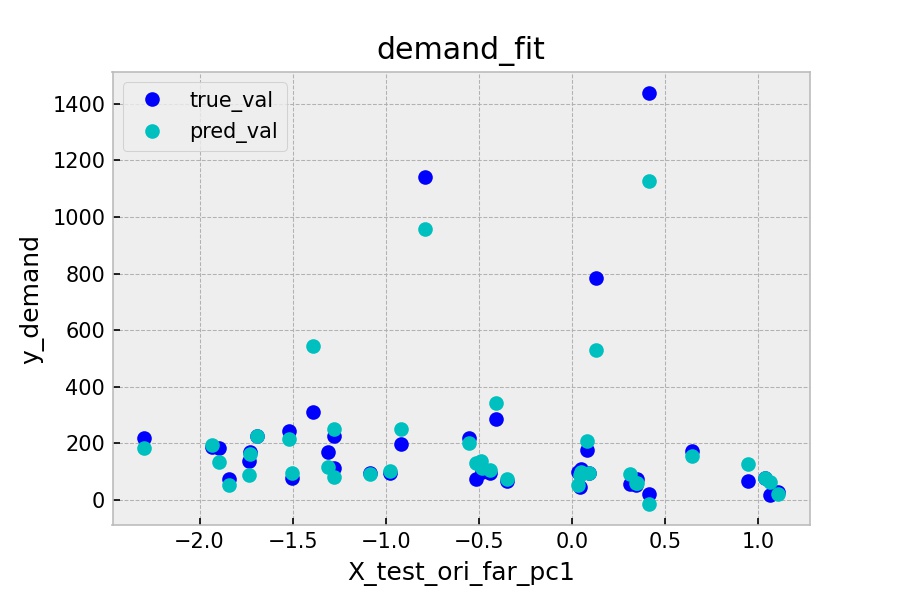 demand_fit
true_val
pred_val
y_demand
1400
1200
1000
800
600
400
200
0
−2.0 −1.5 −1.0 −0.5 0.0 0.5 1.0
X_test_ori_far_pc1